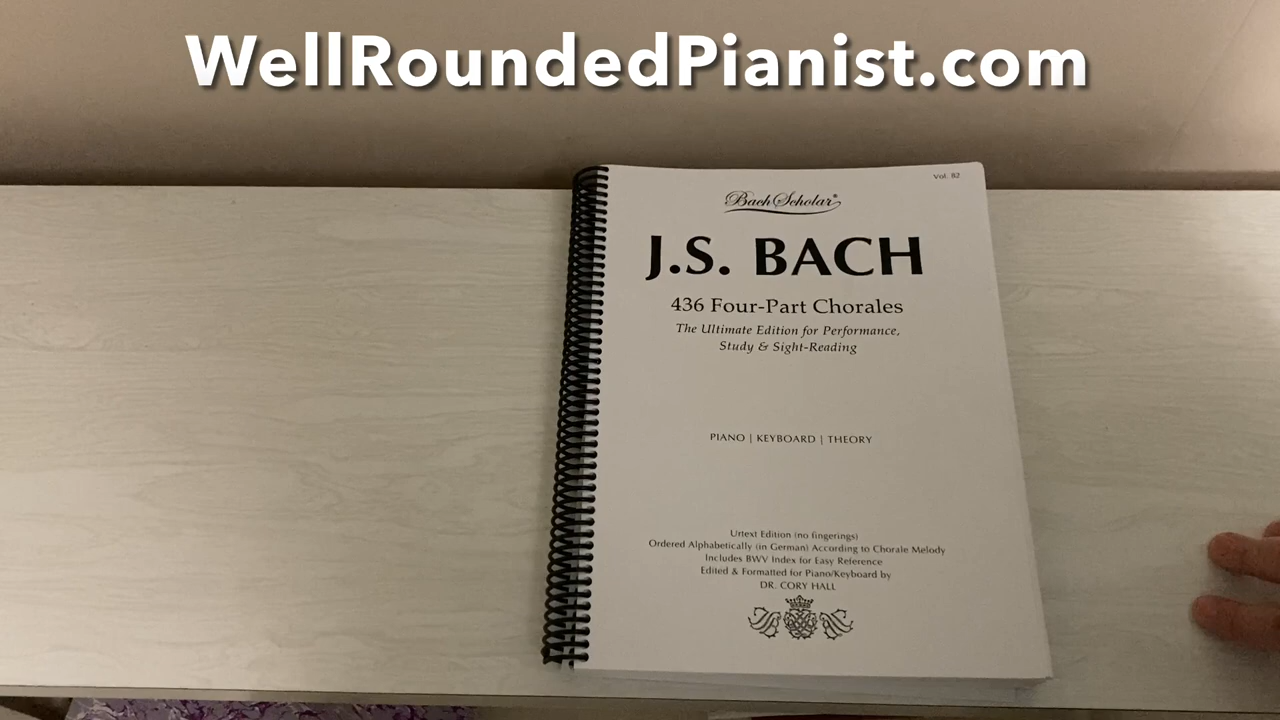 WellRoundedPianist.com
Vol. 82
BachScholar®
J.S. BACH
436 Four-Part Chorales
The Ultimate Edition for Performance,
Study & Sight-Reading
PIANO | KEYBOARD | THEORY
Urtext Edition (no fingerings)
Ordered Alphabetically (in German) According to Chorale Melody
Includes BWV Index for Easy Reference
Edited & Formatted for Piano/Keyboard by
DR. CORY HALL